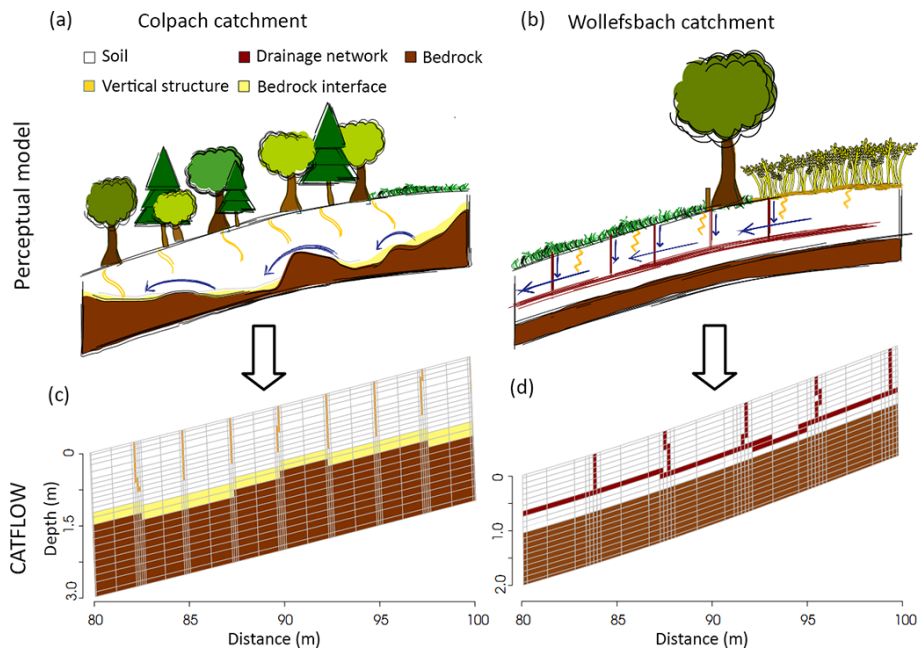 (a) Colpach catchment
(b) Wollefsbach catchment
Soil Drainage network Bedrock
Vertical structure Bedrock interface
Perceptual model
(c)
(d)
CATFLOW
Depth (m)
0
1.5
3.0
80 85 90 95 100
Distance (m)
0
1.0
2.0
80 85 90 95 100
Distance (m)